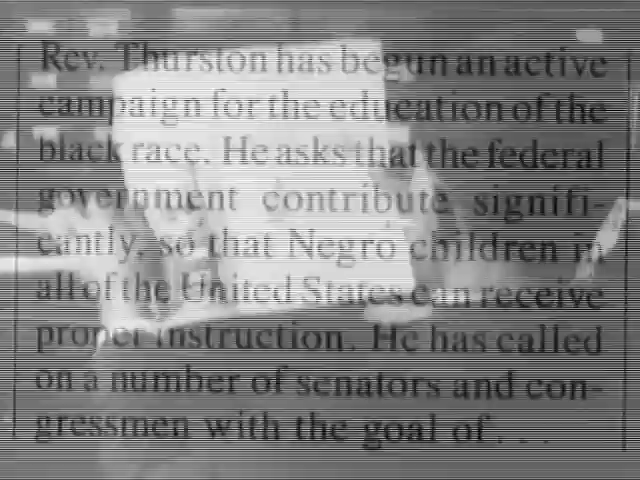 Rev. Thurston has begun an active
campaign for the education of the
black race. He asks that the federal
government contribute signifi-
cantly, so that Negro children in
all of the United States can receive
proper instruction. He has called
on a number of senators and con-
gressmen with the goal of . . .